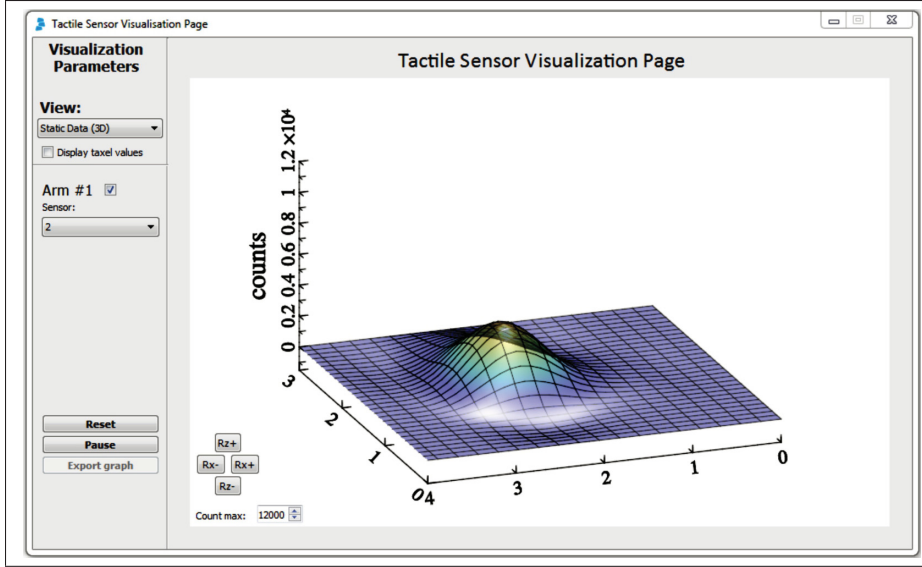 Tactile Sensor Visualisation Page
Visualization
Parameters
View:
Static Data (3D)
Display taxel values
Arm #1
Sensor:
2
Reset
Pause
Export graph
Tactile Sensor Visualization Page
counts
1.2 ×10⁴
1
0.8
0.6
0.4
0.2
0
3
2
1
0
4
3
2
1
0
Rz+
Rx- Rx+
Rz-
Count max: 12000